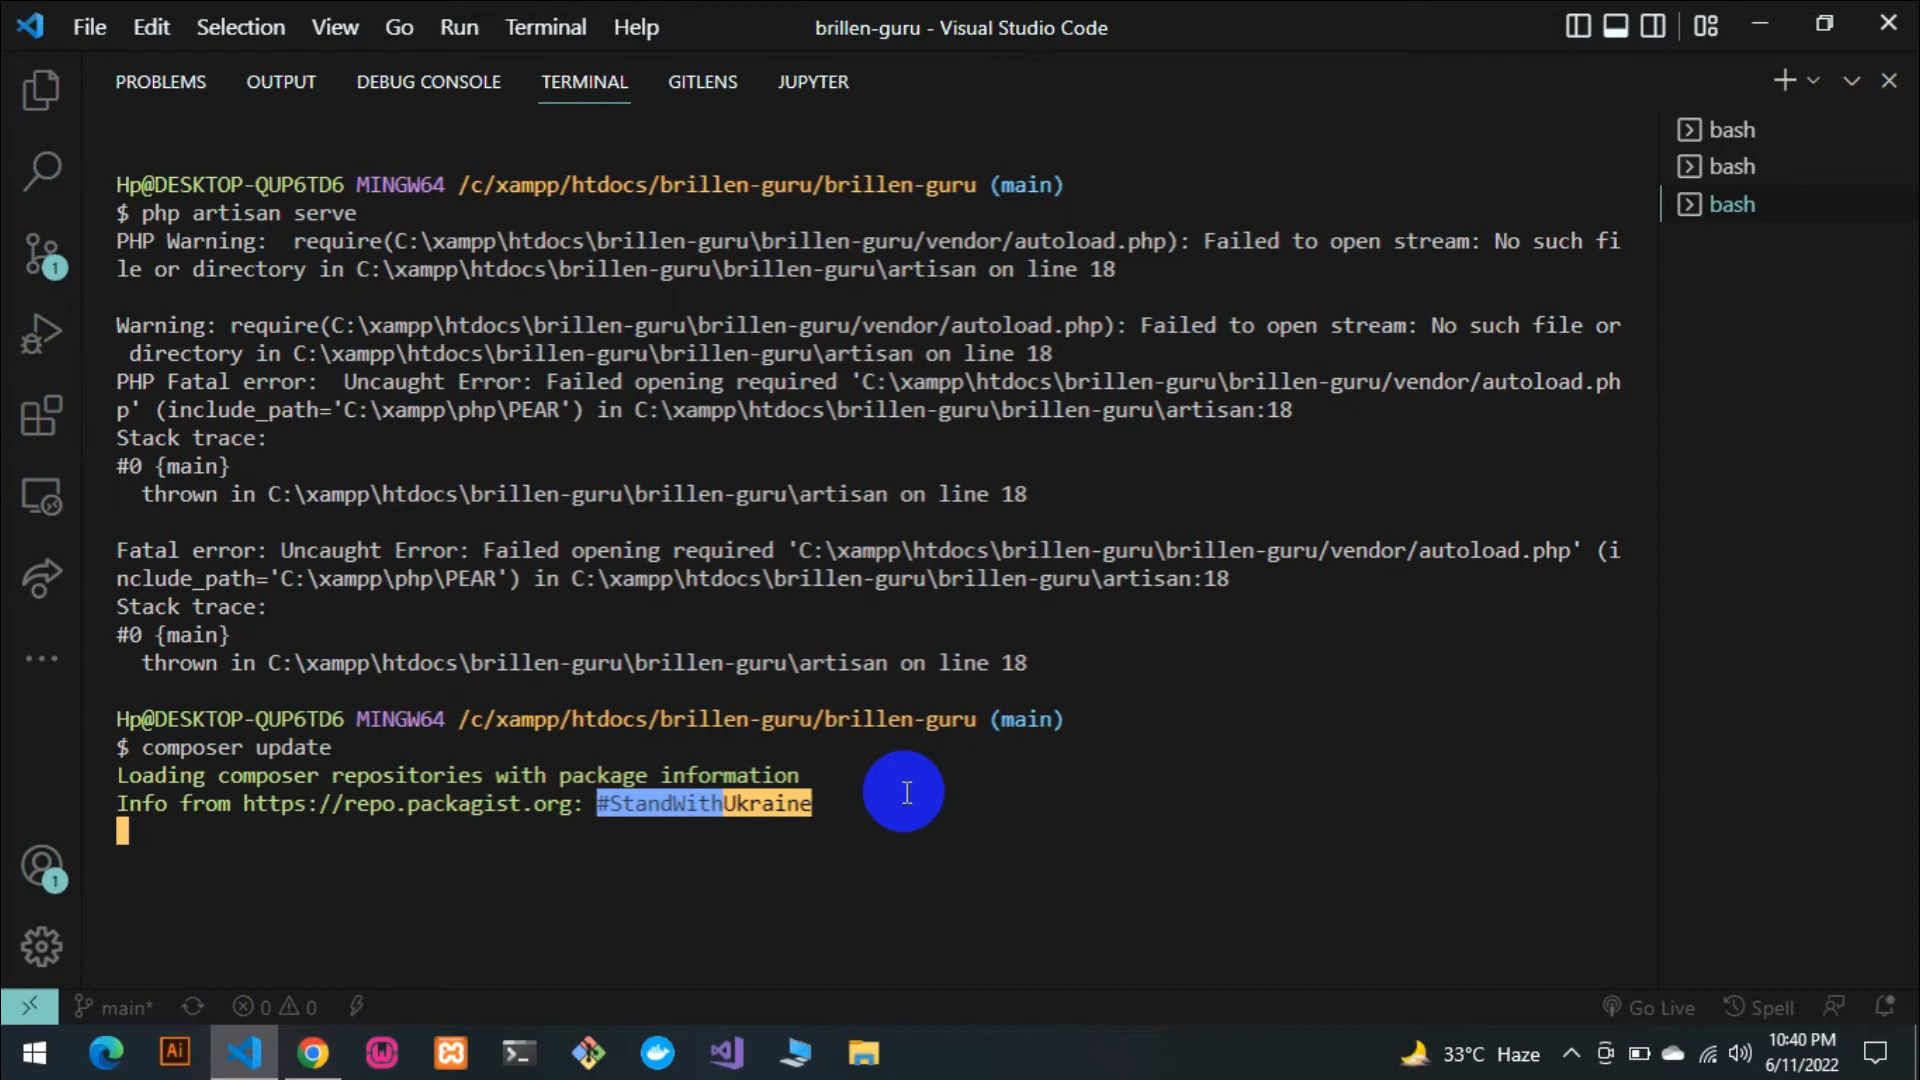 File Edit Selection View Go Run Terminal Help brillen-guru - Visual Studio Code
PROBLEMS OUTPUT DEBUG CONSOLE TERMINAL GITLENS JUPYTER
bash
bash
bash
Hp@DESKTOP-QUP6TD6 MINGW64 /c/xampp/htdocs/brillen-guru/brillen-guru (main)
$ php artisan serve
PHP Warning:  require(C:\xampp\htdocs\brillen-guru\brillen-guru/vendor/autoload.php): Failed to open stream: No such fi
le or directory in C:\xampp\htdocs\brillen-guru\brillen-guru\artisan on line 18
Warning: require(C:\xampp\htdocs\brillen-guru\brillen-guru/vendor/autoload.php): Failed to open stream: No such file or
 directory in C:\xampp\htdocs\brillen-guru\brillen-guru\artisan on line 18
PHP Fatal error:  Uncaught Error: Failed opening required 'C:\xampp\htdocs\brillen-guru\brillen-guru/vendor/autoload.ph
p' (include_path='C:\xampp\php\PEAR') in C:\xampp\htdocs\brillen-guru\brillen-guru\artisan:18
Stack trace:
#0 {main}
  thrown in C:\xampp\htdocs\brillen-guru\brillen-guru\artisan on line 18
Fatal error: Uncaught Error: Failed opening required 'C:\xampp\htdocs\brillen-guru\brillen-guru/vendor/autoload.php' (i
nclude_path='C:\xampp\php\PEAR') in C:\xampp\htdocs\brillen-guru\brillen-guru\artisan:18
Stack trace:
#0 {main}
  thrown in C:\xampp\htdocs\brillen-guru\brillen-guru\artisan on line 18
Hp@DESKTOP-QUP6TD6 MINGW64 /c/xampp/htdocs/brillen-guru/brillen-guru (main)
$ composer update
Loading composer repositories with package information
Info from https://repo.packagist.org: #StandWithUkraine
1
1
main* 0 0 Go Live Spell
Ai
33°C Haze
10:40 PM
6/11/2022